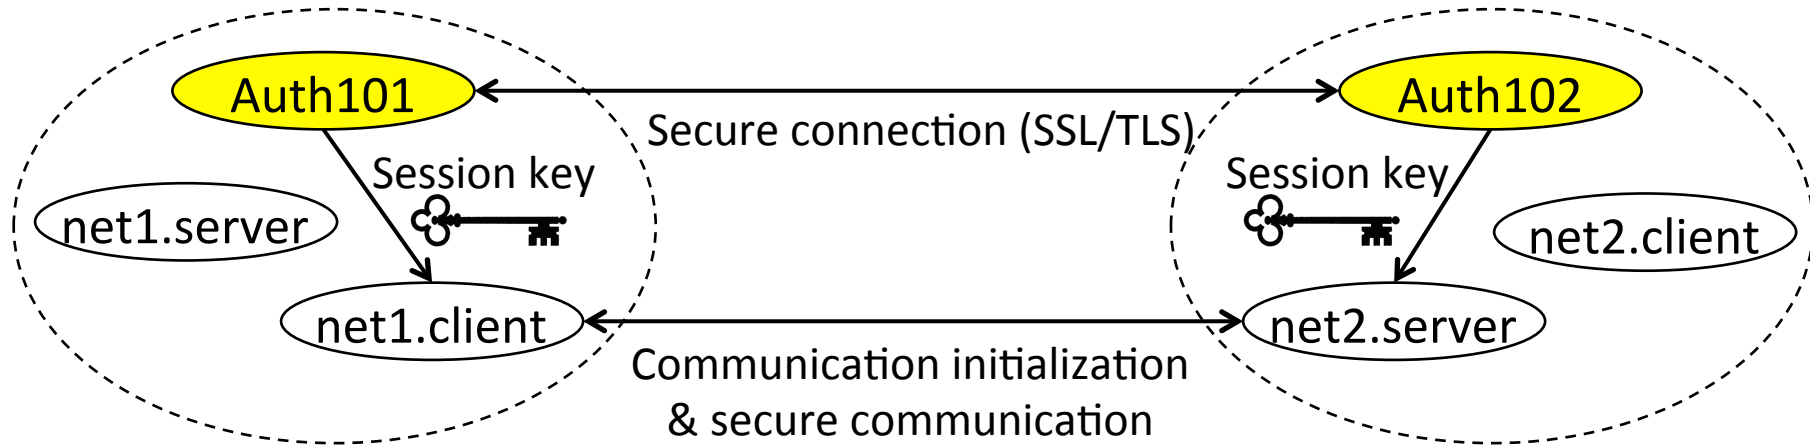 Auth101
Auth102
Secure connection (SSL/TLS)
Session key
Session key
net1.server
net2.client
net1.client
net2.server
Communication initialization
& secure communication